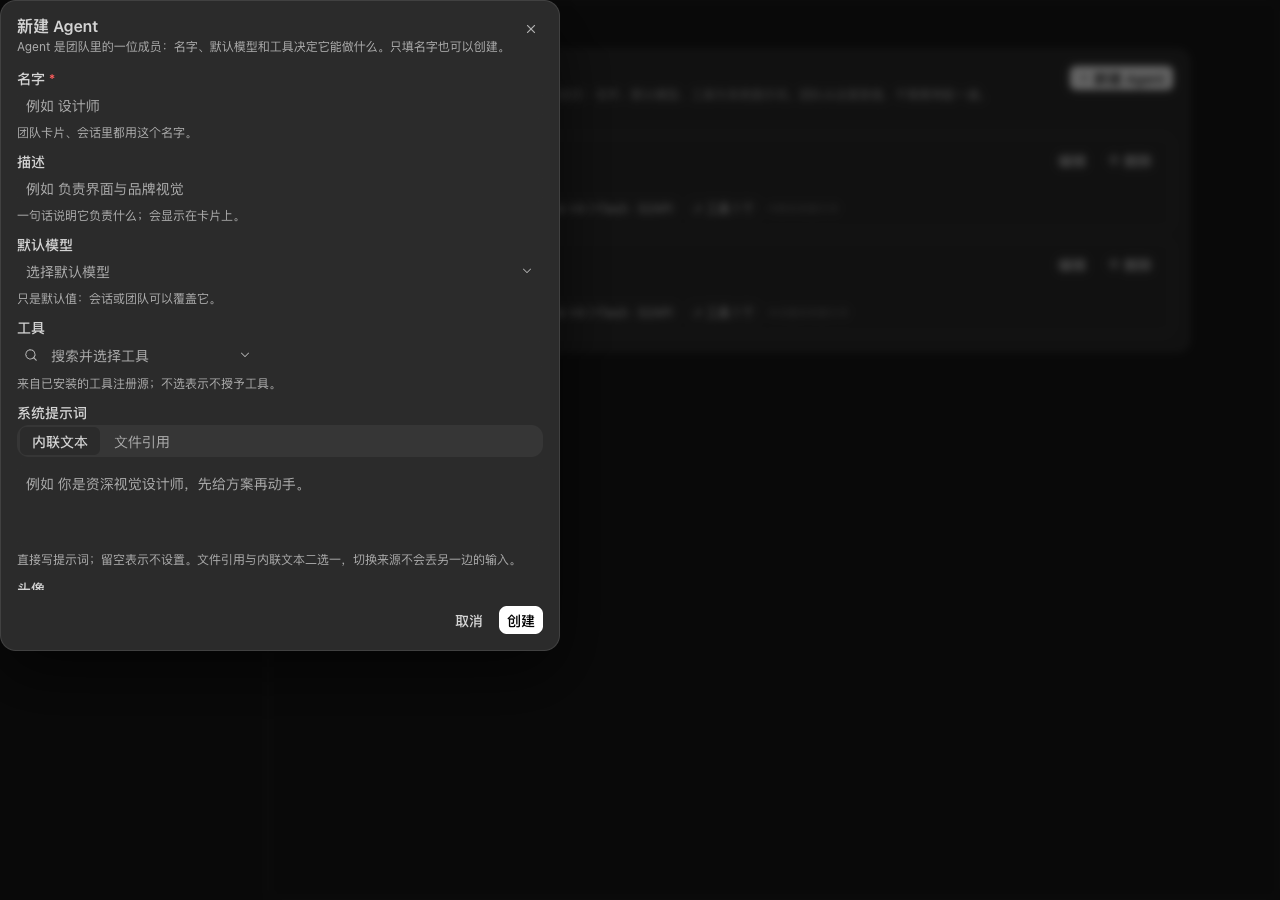 新建 Agent
Agent 是团队里的一位成员：名字、默认模型和工具决定它能做什么。只填名字也可以创建。
名字 *
例如 设计师
团队卡片、会话里都用这个名字。
描述
例如 负责界面与品牌视觉
一句话说明它负责什么；会显示在卡片上。
默认模型
选择默认模型
只是默认值：会话或团队可以覆盖它。
工具
搜索并选择工具
来自已安装的工具注册源；不选表示不授予工具。
系统提示词
内联文本 文件引用
例如 你是资深视觉设计师，先给方案再动手。
直接写提示词；留空表示不设置。文件引用与内联文本二选一，切换来源不会丢另一边的输入。
头像
取消 创建